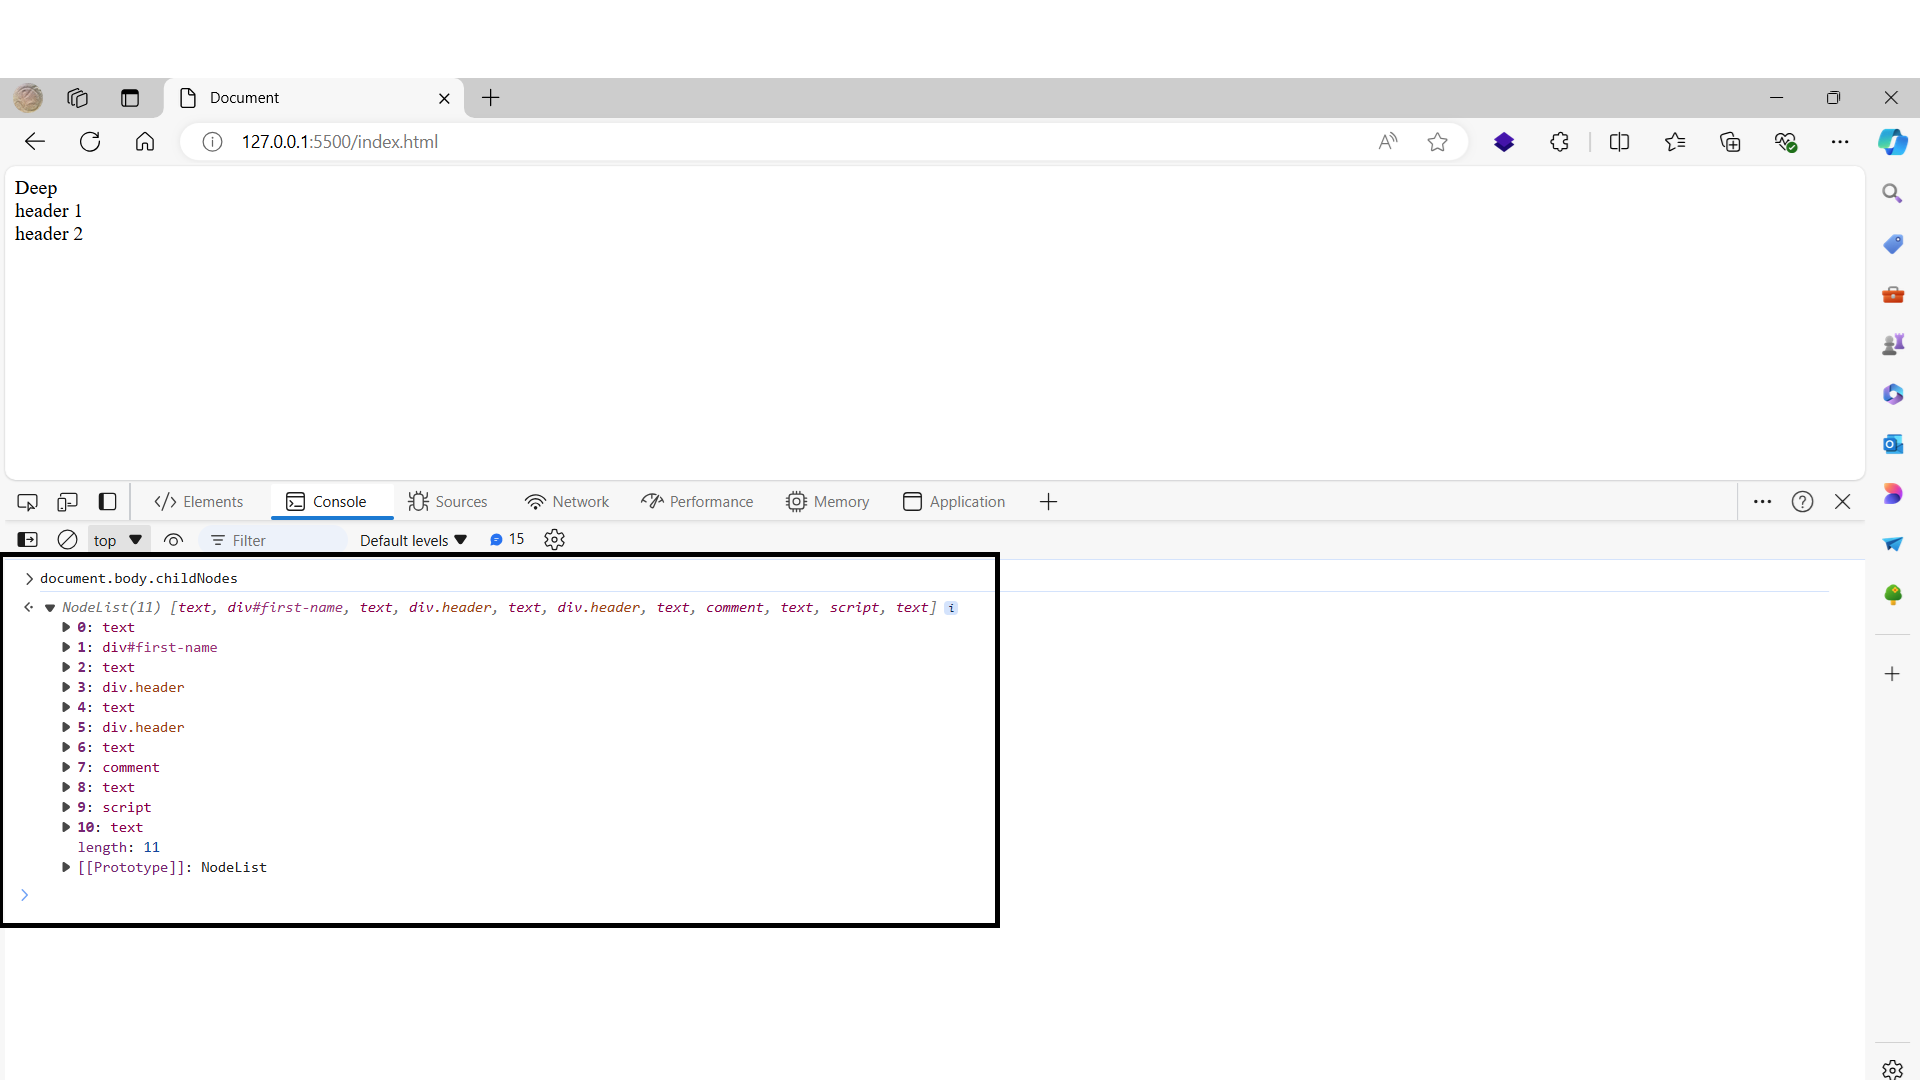 Document
127.0.0.1:5500/index.html
Deep
header 1
header 2
Elements Console Sources Network Performance Memory Application
top Filter Default levels 15
document.body.childNodes
NodeList(11) [text, div#first-name, text, div.header, text, div.header, text, comment, text, script, text] i
0: text
1: div#first-name
2: text
3: div.header
4: text
5: div.header
6: text
7: comment
8: text
9: script
10: text
length: 11
[[Prototype]]: NodeList